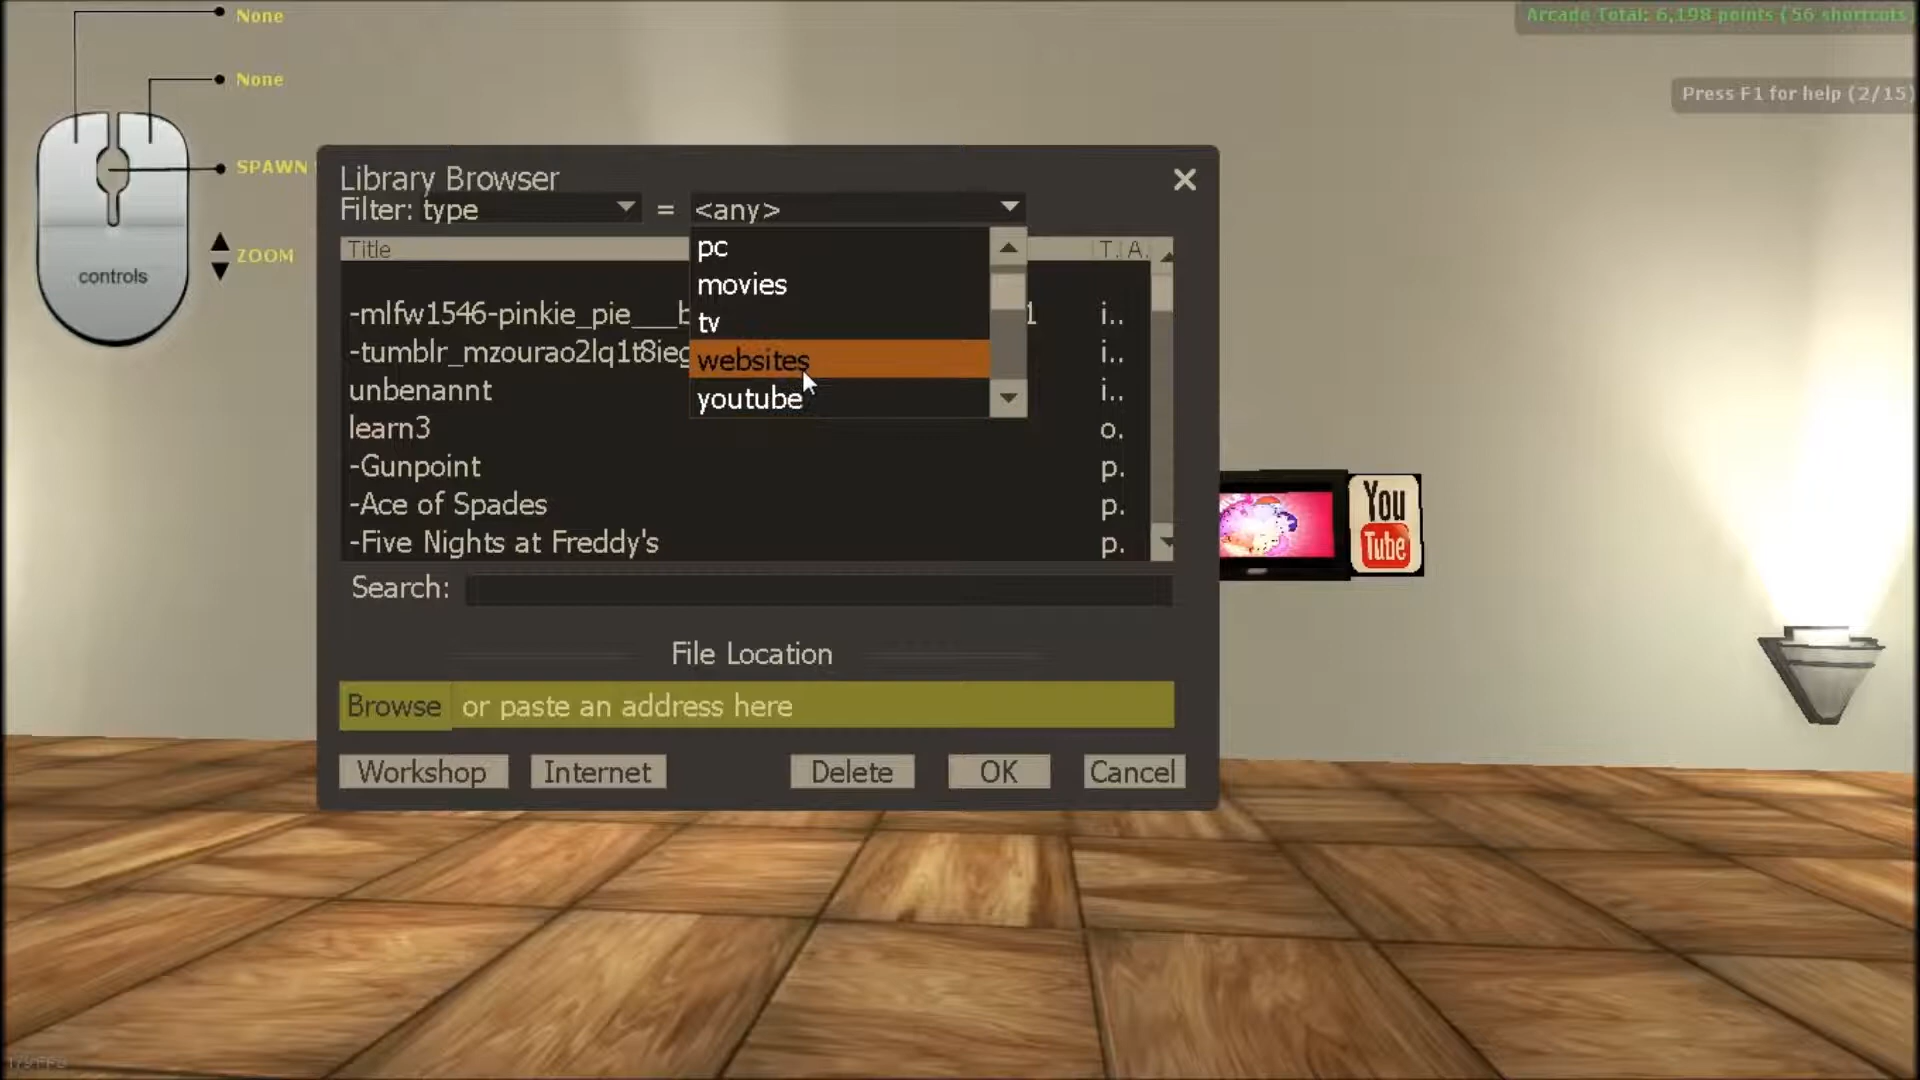 None
Arcade Total: 6,198 points (56 shortcuts)
None
Press F1 for help (2/15)
SPAWN
ZOOM
controls
Library Browser
Filter: type = <any>
Title T. A.
pc
movies
tv
websites
youtube
-mlfw1546-pinkie_pie___b 1 i..
-tumblr_mzourao2lq1t8ieg i..
unbenannt i..
learn3 o.
-Gunpoint p.
-Ace of Spades p.
-Five Nights at Freddy's p.
You
Tube
Search:
File Location
Browse or paste an address here
Workshop Internet Delete OK Cancel